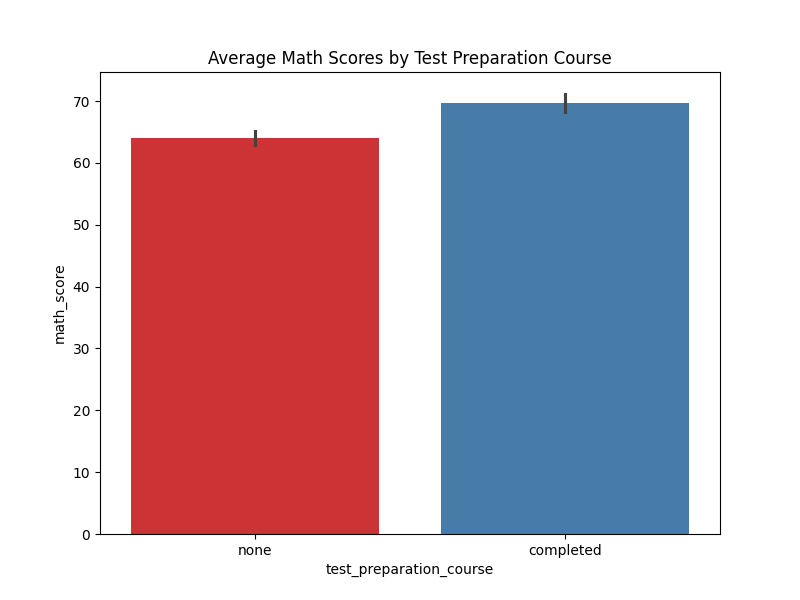 Average Math Scores by Test Preparation Course
70
60
50
40
30
20
10
0
math_score
none
completed
test_preparation_course